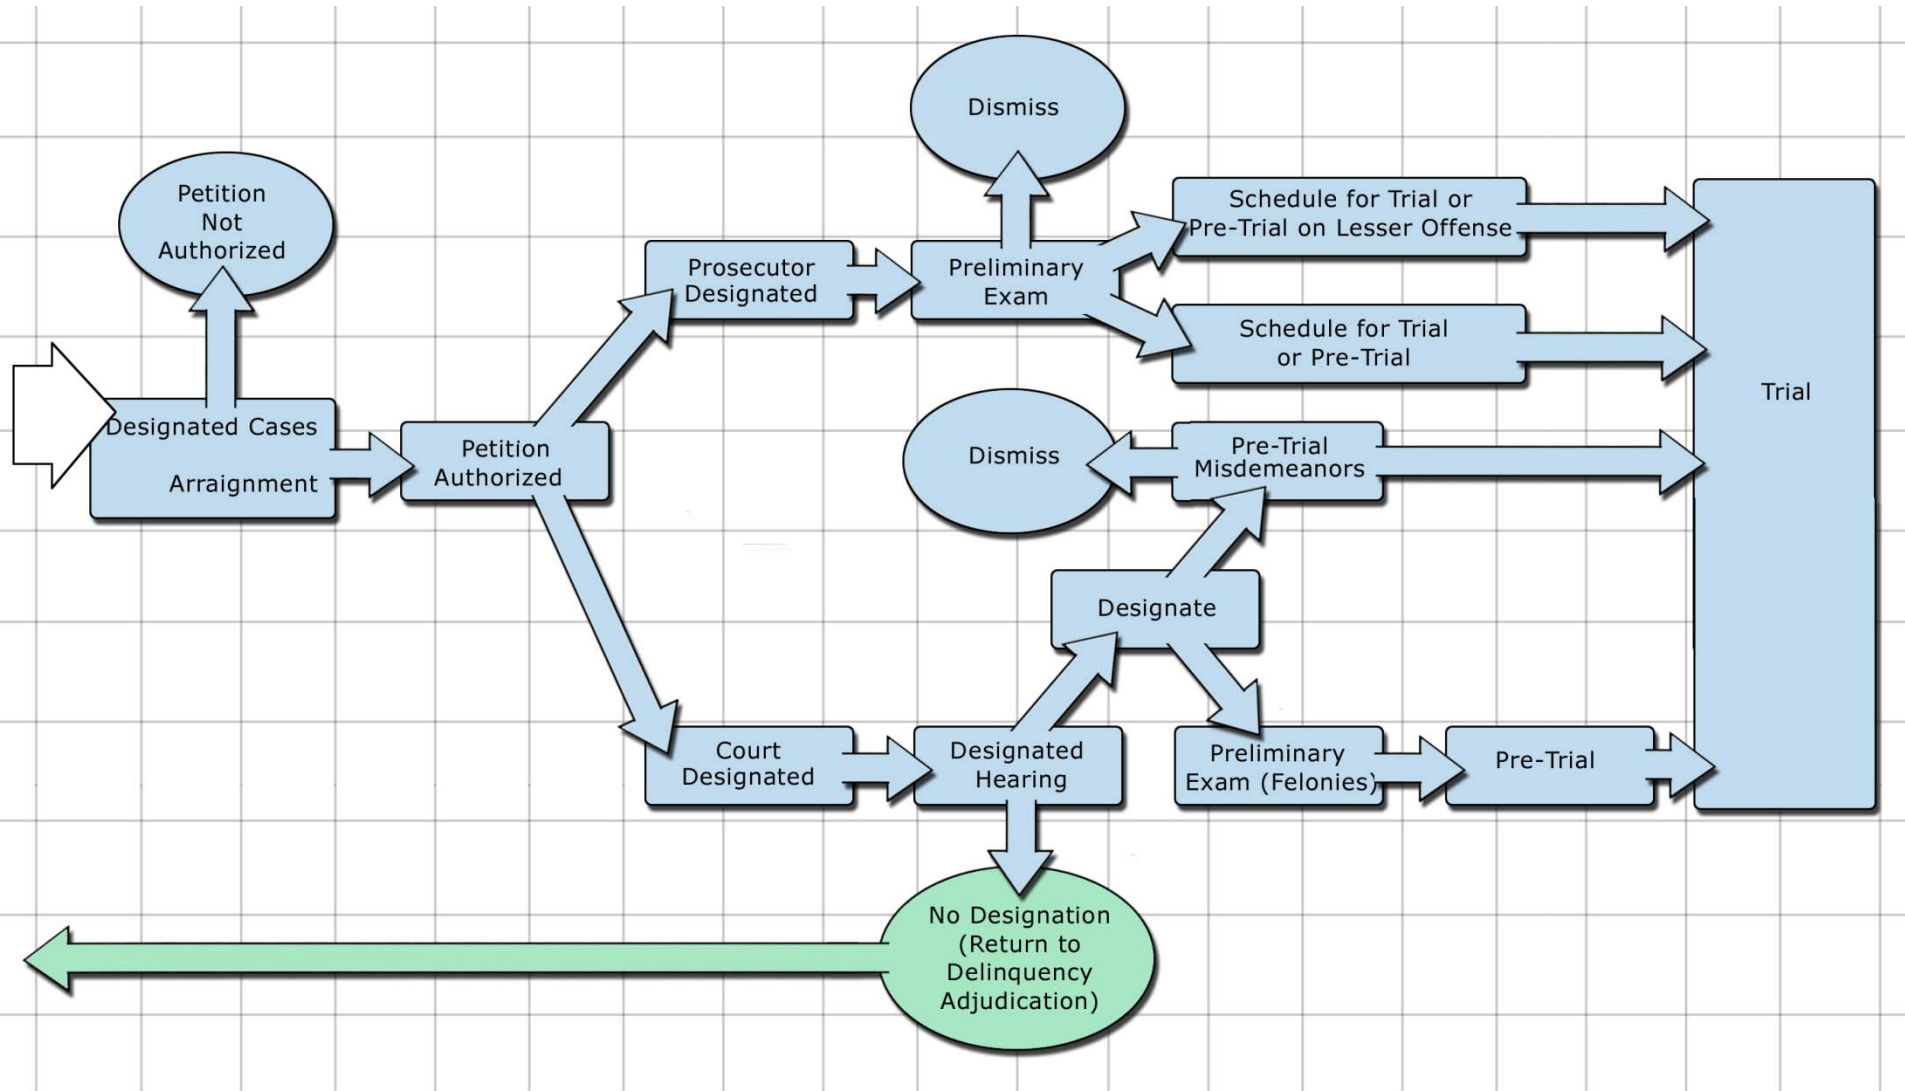 Dismiss
Petition
Not
Authorized
Schedule for Trial or
Pre-Trial on Lesser Offense
Prosecutor
Designated
Preliminary
Exam
Schedule for Trial
or Pre-Trial
Trial
Designated Cases
Arraignment
Petition
Authorized
Dismiss
Pre-Trial
Misdemeanors
Designate
Court
Designated
Designated
Hearing
Preliminary
Exam (Felonies)
Pre-Trial
No Designation
(Return to
Delinquency
Adjudication)